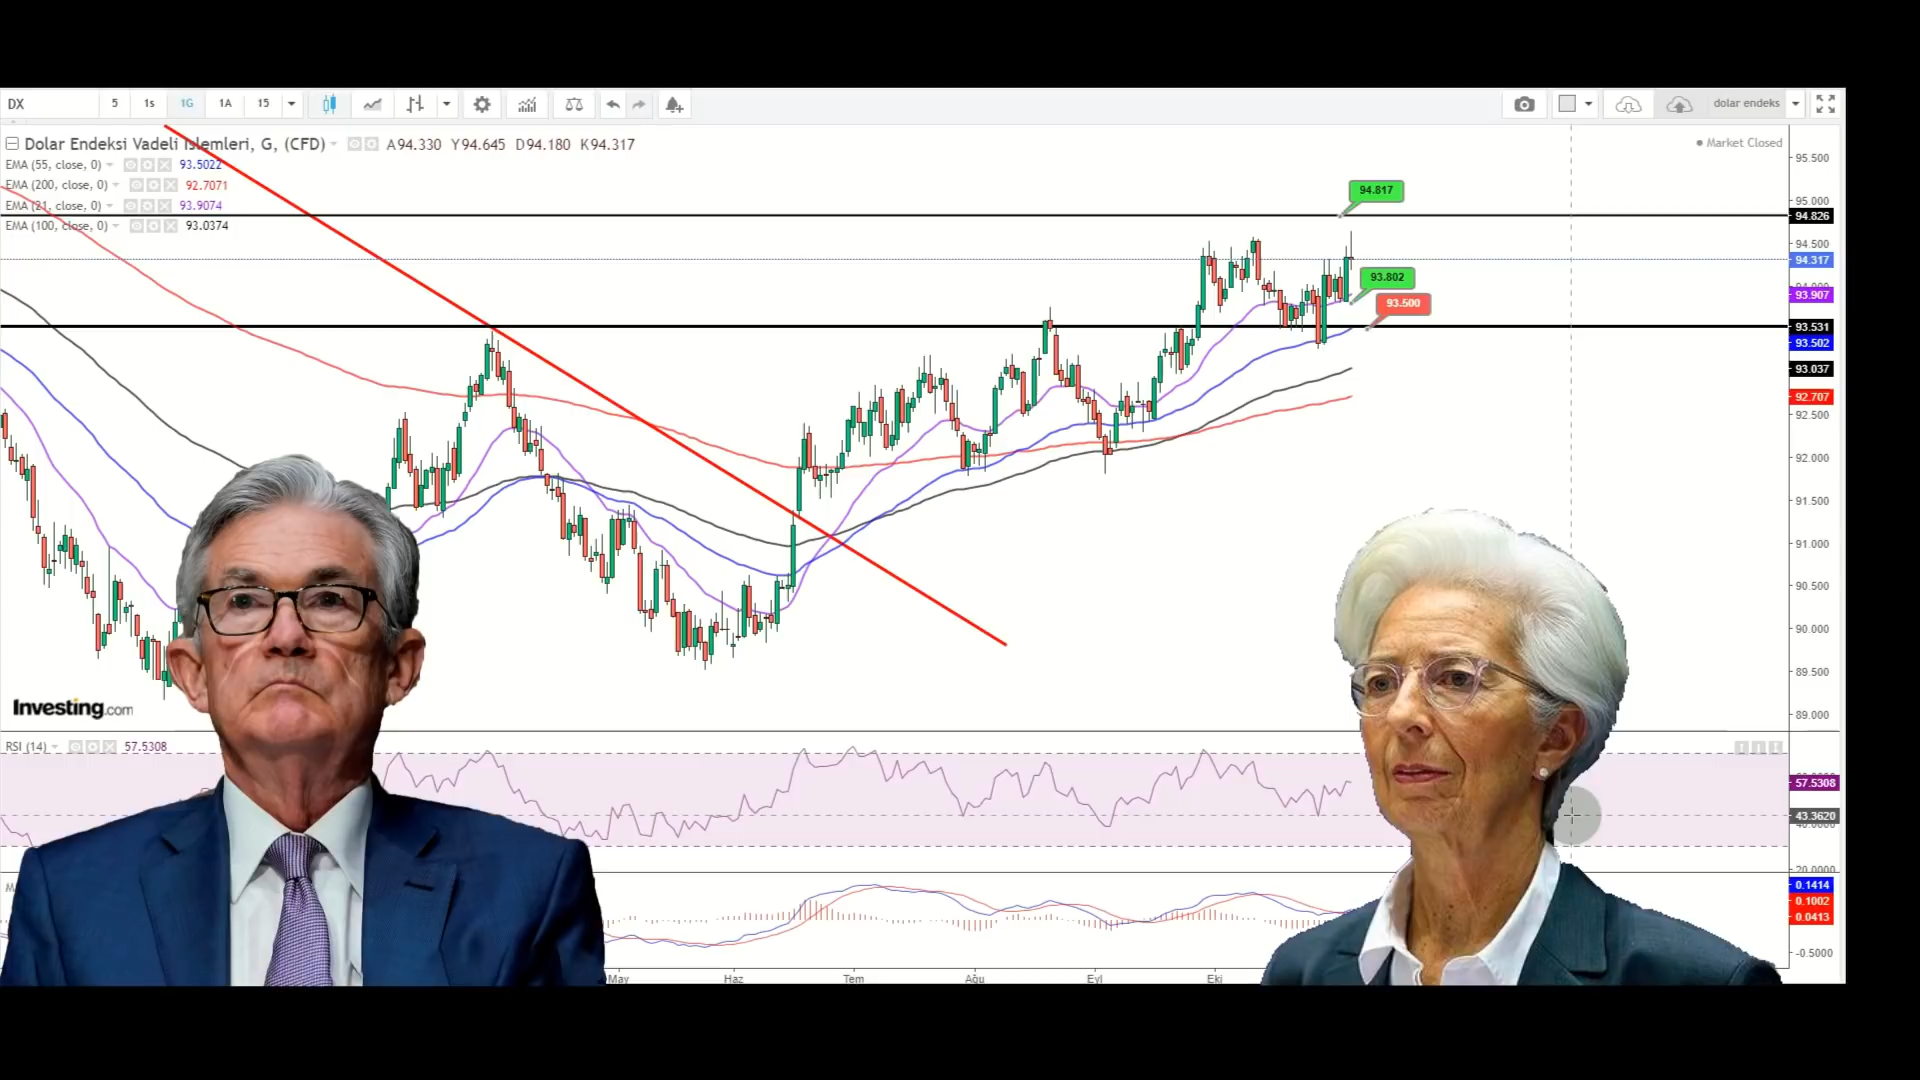 DX 5 1s 1G 1A 15 dolar endeks
Dolar Endeksi Vadeli İşlemleri, G, (CFD) A94.330 Y94.645 D94.180 K94.317
Market Closed
EMA (55, close, 0) 93.5022
EMA (200, close, 0) 92.7071
EMA (21, close, 0) 93.9074
EMA (100, close, 0) 93.0374
95.500
94.817
95.000
94.826
94.500
94.317
93.802
93.907
93.500
93.531
93.502
93.037
92.707
92.500
92.000
91.500
91.000
90.500
90.000
89.500
89.000
Investing.com
RSI (14) 57.5308
57.5308
43.3620
20.0000
0.1414
0.1002
0.0413
-0.5000
May Haz Tem Ağu Eyl Eki